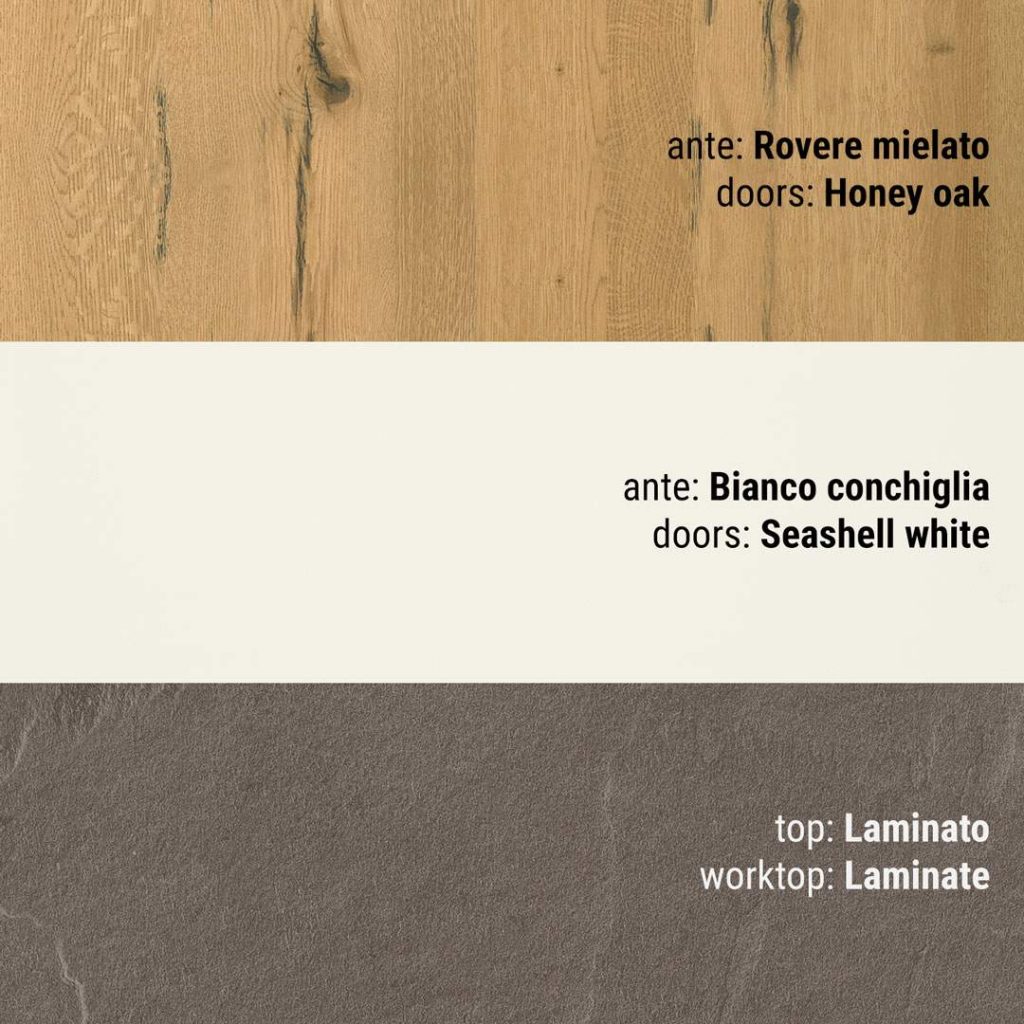 ante: Rovere mielato
doors: Honey oak
ante: Bianco conchiglia
doors: Seashell white
top: Laminato
worktop: Laminate